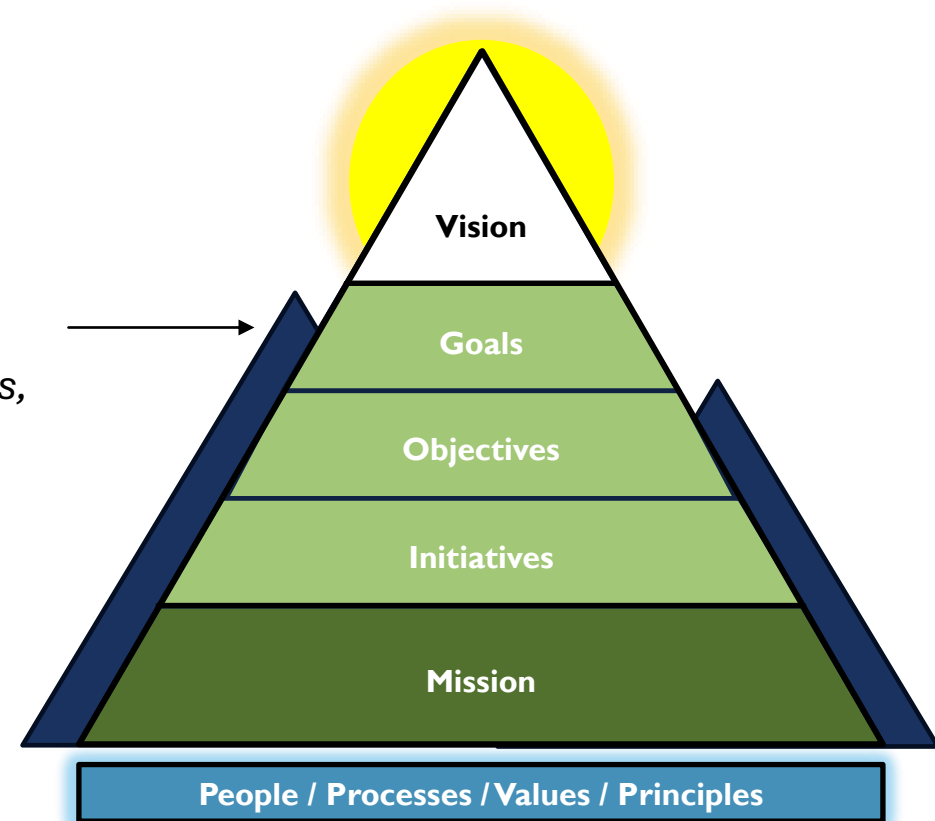 Vision
Goals
s,
Objectives
Initiatives
Mission
People / Processes / Values / Principles